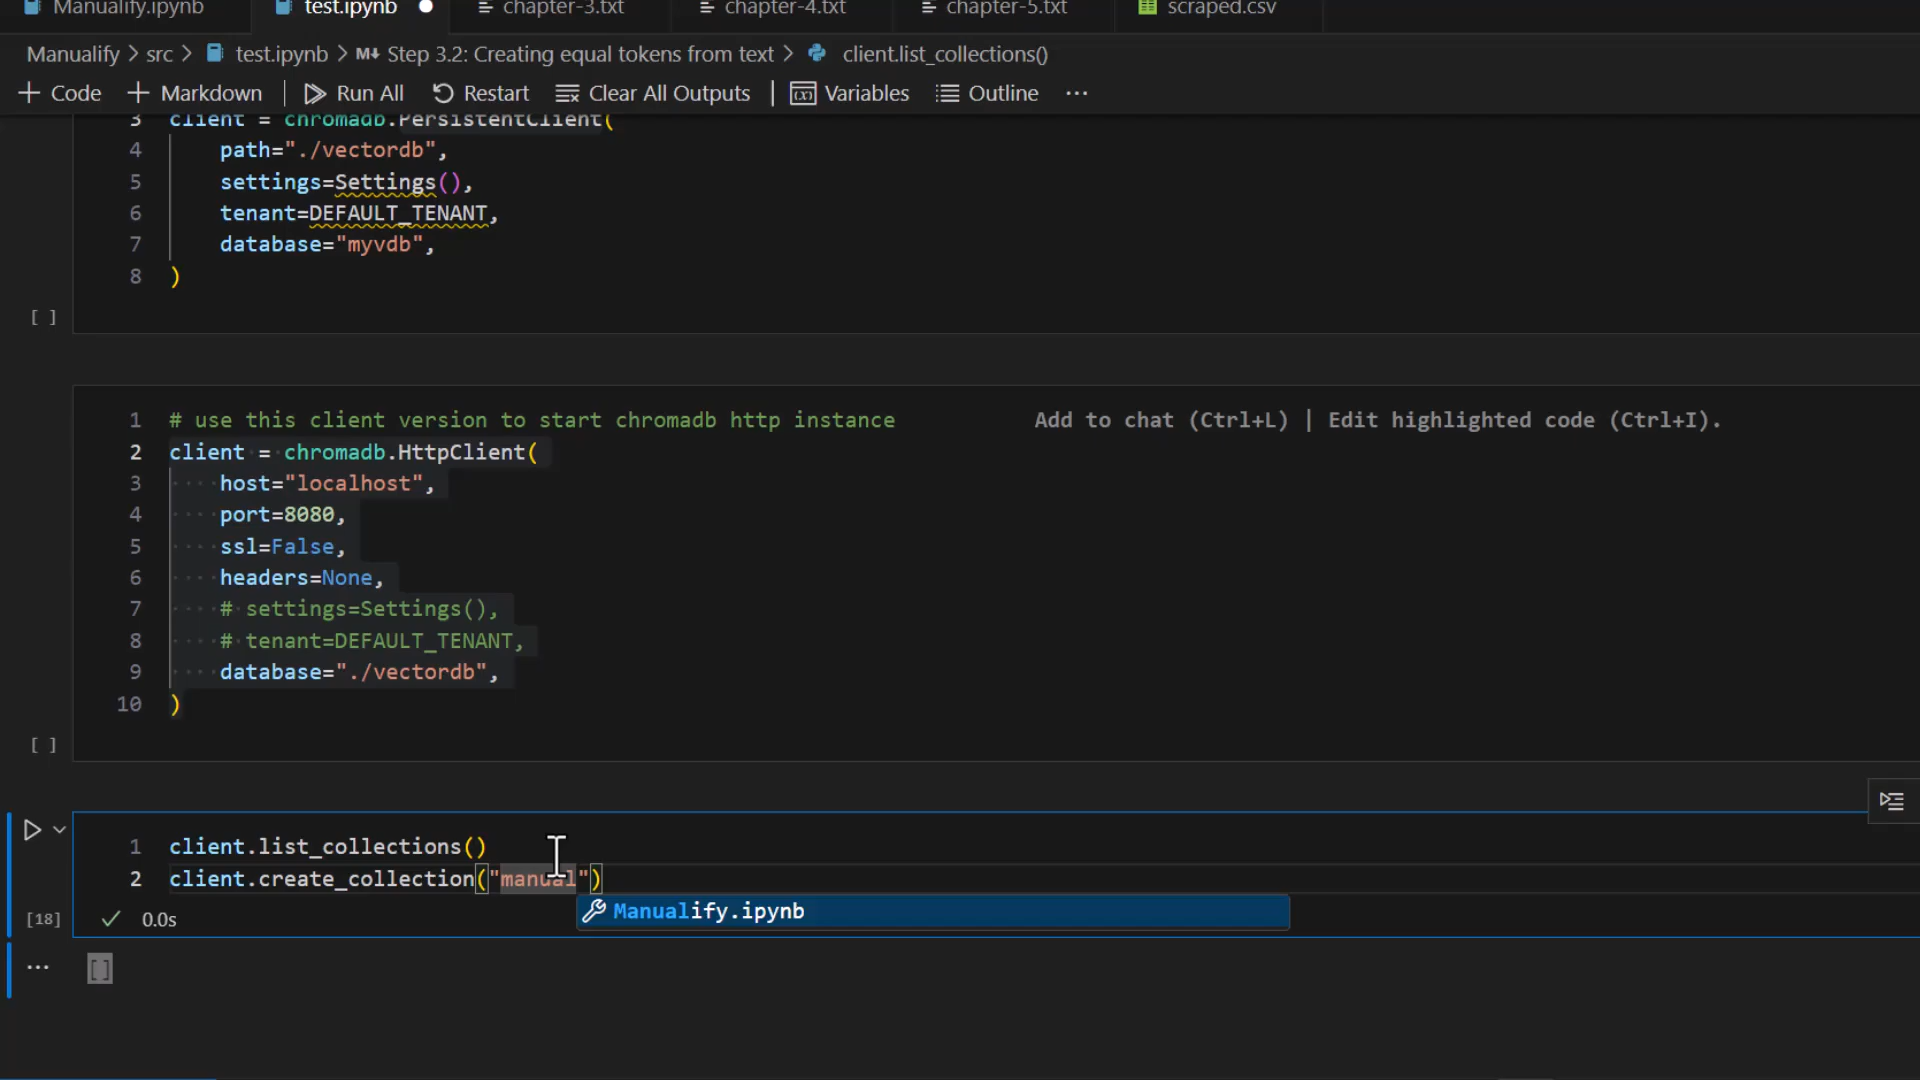 Manualify.ipynb test.ipynb chapter-3.txt chapter-4.txt chapter-5.txt scraped.csv
Manualify > src > test.ipynb > M↓ Step 3.2: Creating equal tokens from text > client.list_collections()
+ Code + Markdown | Run All Restart Clear All Outputs | Variables Outline ...
3 client = chromadb.PersistentClient(
4 path="./vectordb",
5 settings=Settings(),
6 tenant=DEFAULT_TENANT,
7 database="myvdb",
8 )
[ ]
1 # use this client version to start chromadb http instance Add to chat (Ctrl+L) | Edit highlighted code (Ctrl+I).
2 client = chromadb.HttpClient(
3 host="localhost",
4 port=8080,
5 ssl=False,
6 headers=None,
7 # settings=Settings(),
8 # tenant=DEFAULT_TENANT,
9 database="./vectordb",
10 )
[ ]
1 client.list_collections()
2 client.create_collection("manual")
Manualify.ipynb
[18] ✓ 0.0s
... []